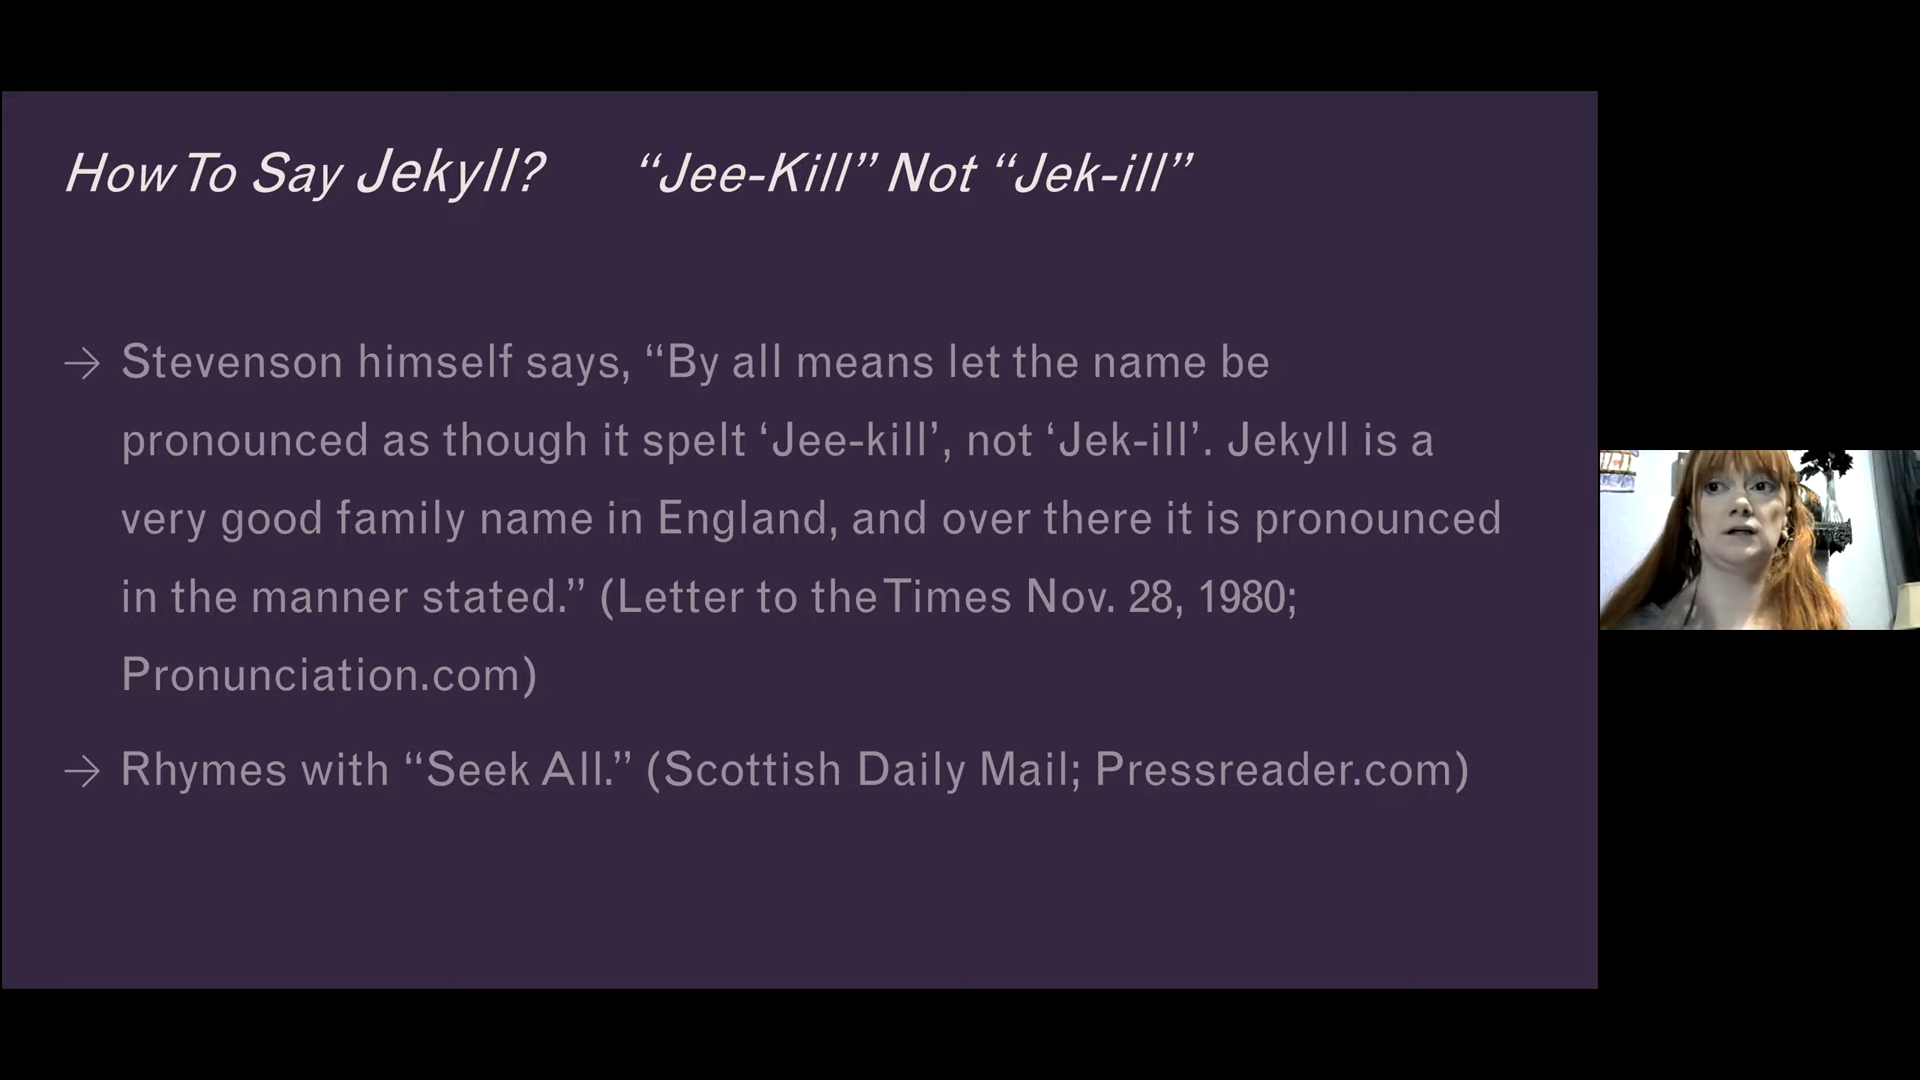 How To Say Jekyll? “Jee-Kill” Not “Jek-ill”
→ Stevenson himself says, “By all means let the name be
pronounced as though it spelt ‘Jee-kill’, not ‘Jek-ill’. Jekyll is a
very good family name in England, and over there it is pronounced
in the manner stated.” (Letter to the Times Nov. 28, 1980;
Pronunciation.com)
→ Rhymes with “Seek All.” (Scottish Daily Mail; Pressreader.com)